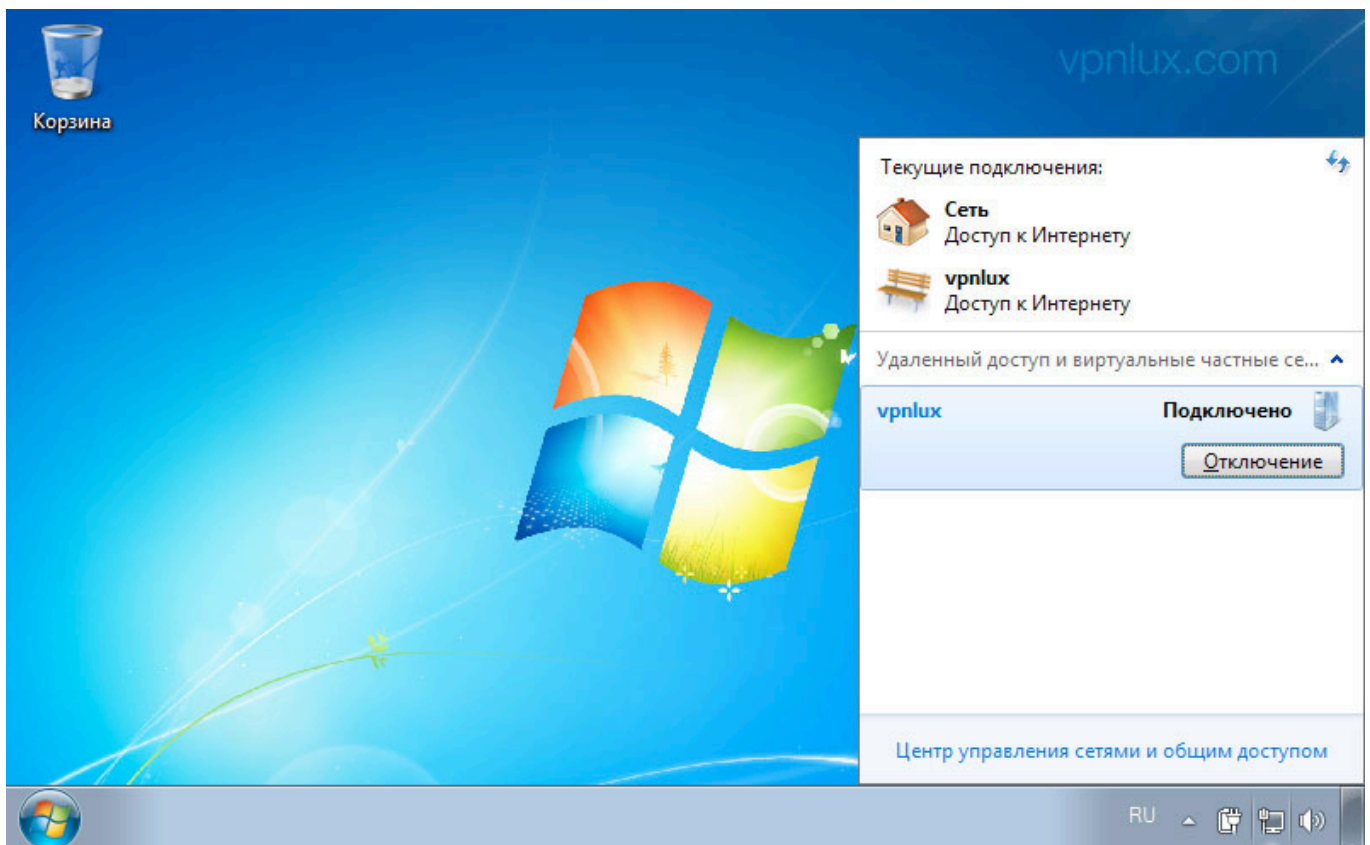 vpnlux.com
Корзина
Текущие подключения:
Сеть
Доступ к Интернету
vpnlux
Доступ к Интернету
Удаленный доступ и виртуальные частные се...
vpnlux Подключено
Отключение
Центр управления сетями и общим доступом
RU